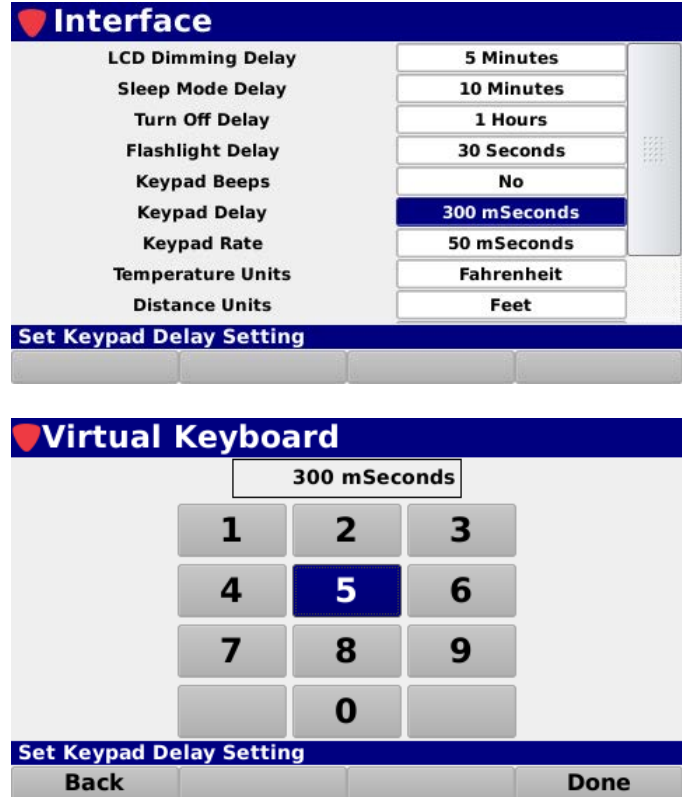 Interface
LCD Dimming Delay 5 Minutes
Sleep Mode Delay 10 Minutes
Turn Off Delay 1 Hours
Flashlight Delay 30 Seconds
Keypad Beeps No
Keypad Delay 300 mSeconds
Keypad Rate 50 mSeconds
Temperature Units Fahrenheit
Distance Units Feet
Set Keypad Delay Setting
Virtual Keyboard
300 mSeconds
1 2 3
4 5 6
7 8 9
0
Set Keypad Delay Setting
Back Done